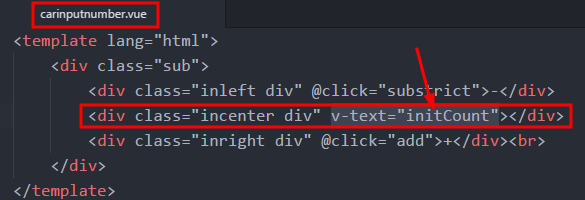 carinputnumber.vue
<template lang="html">
<div class="sub">
<div class="inleft div" @click="substrict">-</div>
<div class="incenter div" v-text="initCount"></div>
<div class="inright div" @click="add">+</div><br>
</div>
</template>